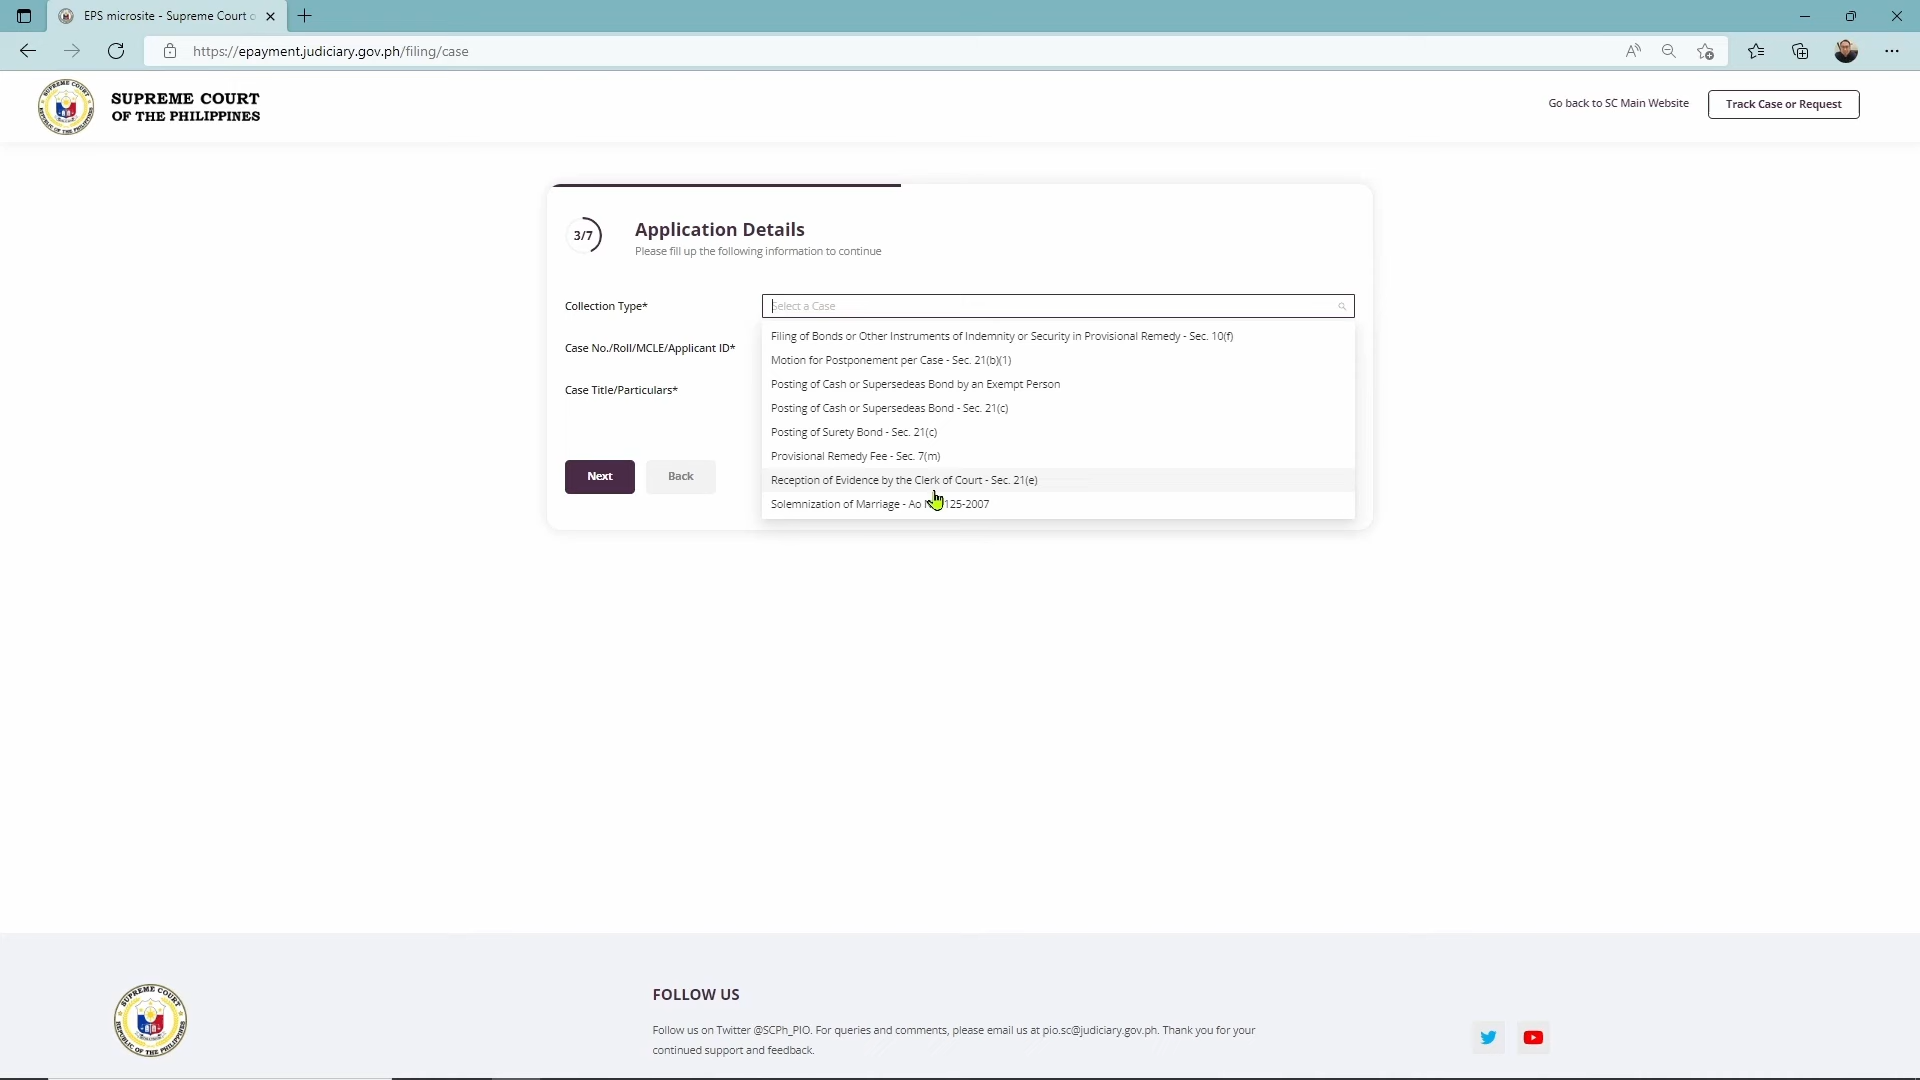 EPS microsite - Supreme Court
https://epayment.judiciary.gov.ph/filing/case
SUPREME COURT
OF THE PHILIPPINES
Go back to SC Main Website
Track Case or Request
3/7
Application Details
Please fill up the following information to continue
Collection Type*
Select a Case
Filing of Bonds or Other Instruments of Indemnity or Security in Provisional Remedy - Sec. 10(f)
Case No./Roll/MCLE/Applicant ID*
Motion for Postponement per Case - Sec. 21(b)(1)
Case Title/Particulars*
Posting of Cash or Supersedeas Bond by an Exempt Person
Posting of Cash or Supersedeas Bond - Sec. 21(c)
Posting of Surety Bond - Sec. 21(c)
Provisional Remedy Fee - Sec. 7(m)
Next
Back
Reception of Evidence by the Clerk of Court - Sec. 21(e)
Solemnization of Marriage - Ao 125-2007
SUPREME COURT
REPUBLIC OF THE PHILIPPINES
FOLLOW US
Follow us on Twitter @SCPh_PIO. For queries and comments, please email us at pio.sc@judiciary.gov.ph. Thank you for your
continued support and feedback.